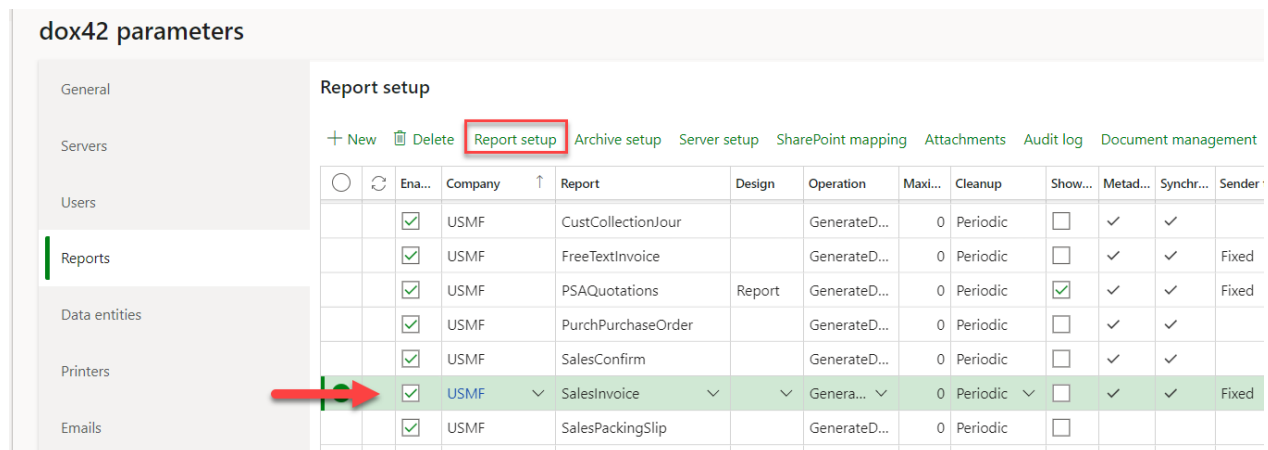 dox42 parameters
General
Servers
Users
Reports
Data entities
Printers
Emails
Report setup
New Delete Report setup Archive setup Server setup SharePoint mapping Attachments Audit log Document management
Ena... Company Report Design Operation Maxi... Cleanup Show... Metad... Synchr... Sender
USMF CustCollectionJour GenerateD... 0 Periodic
USMF FreeTextInvoice GenerateD... 0 Periodic Fixed
USMF PSAQuotations Report GenerateD... 0 Periodic Fixed
USMF PurchPurchaseOrder GenerateD... 0 Periodic
USMF SalesConfirm GenerateD... 0 Periodic
USMF SalesInvoice Genera... 0 Periodic Fixed
USMF SalesPackingSlip GenerateD... 0 Periodic